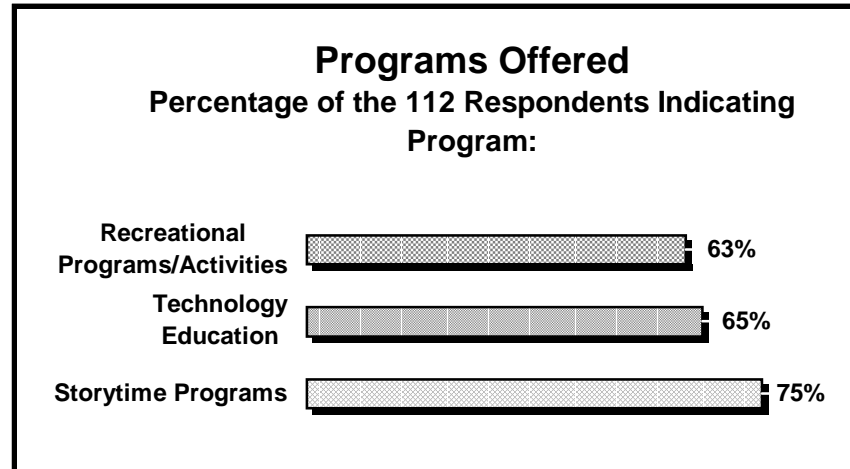 Programs Offered
Percentage of the 112 Respondents Indicating
Program:
Recreational
Programs/Activities
63%
Technology
Education
65%
Storytime Programs
75%